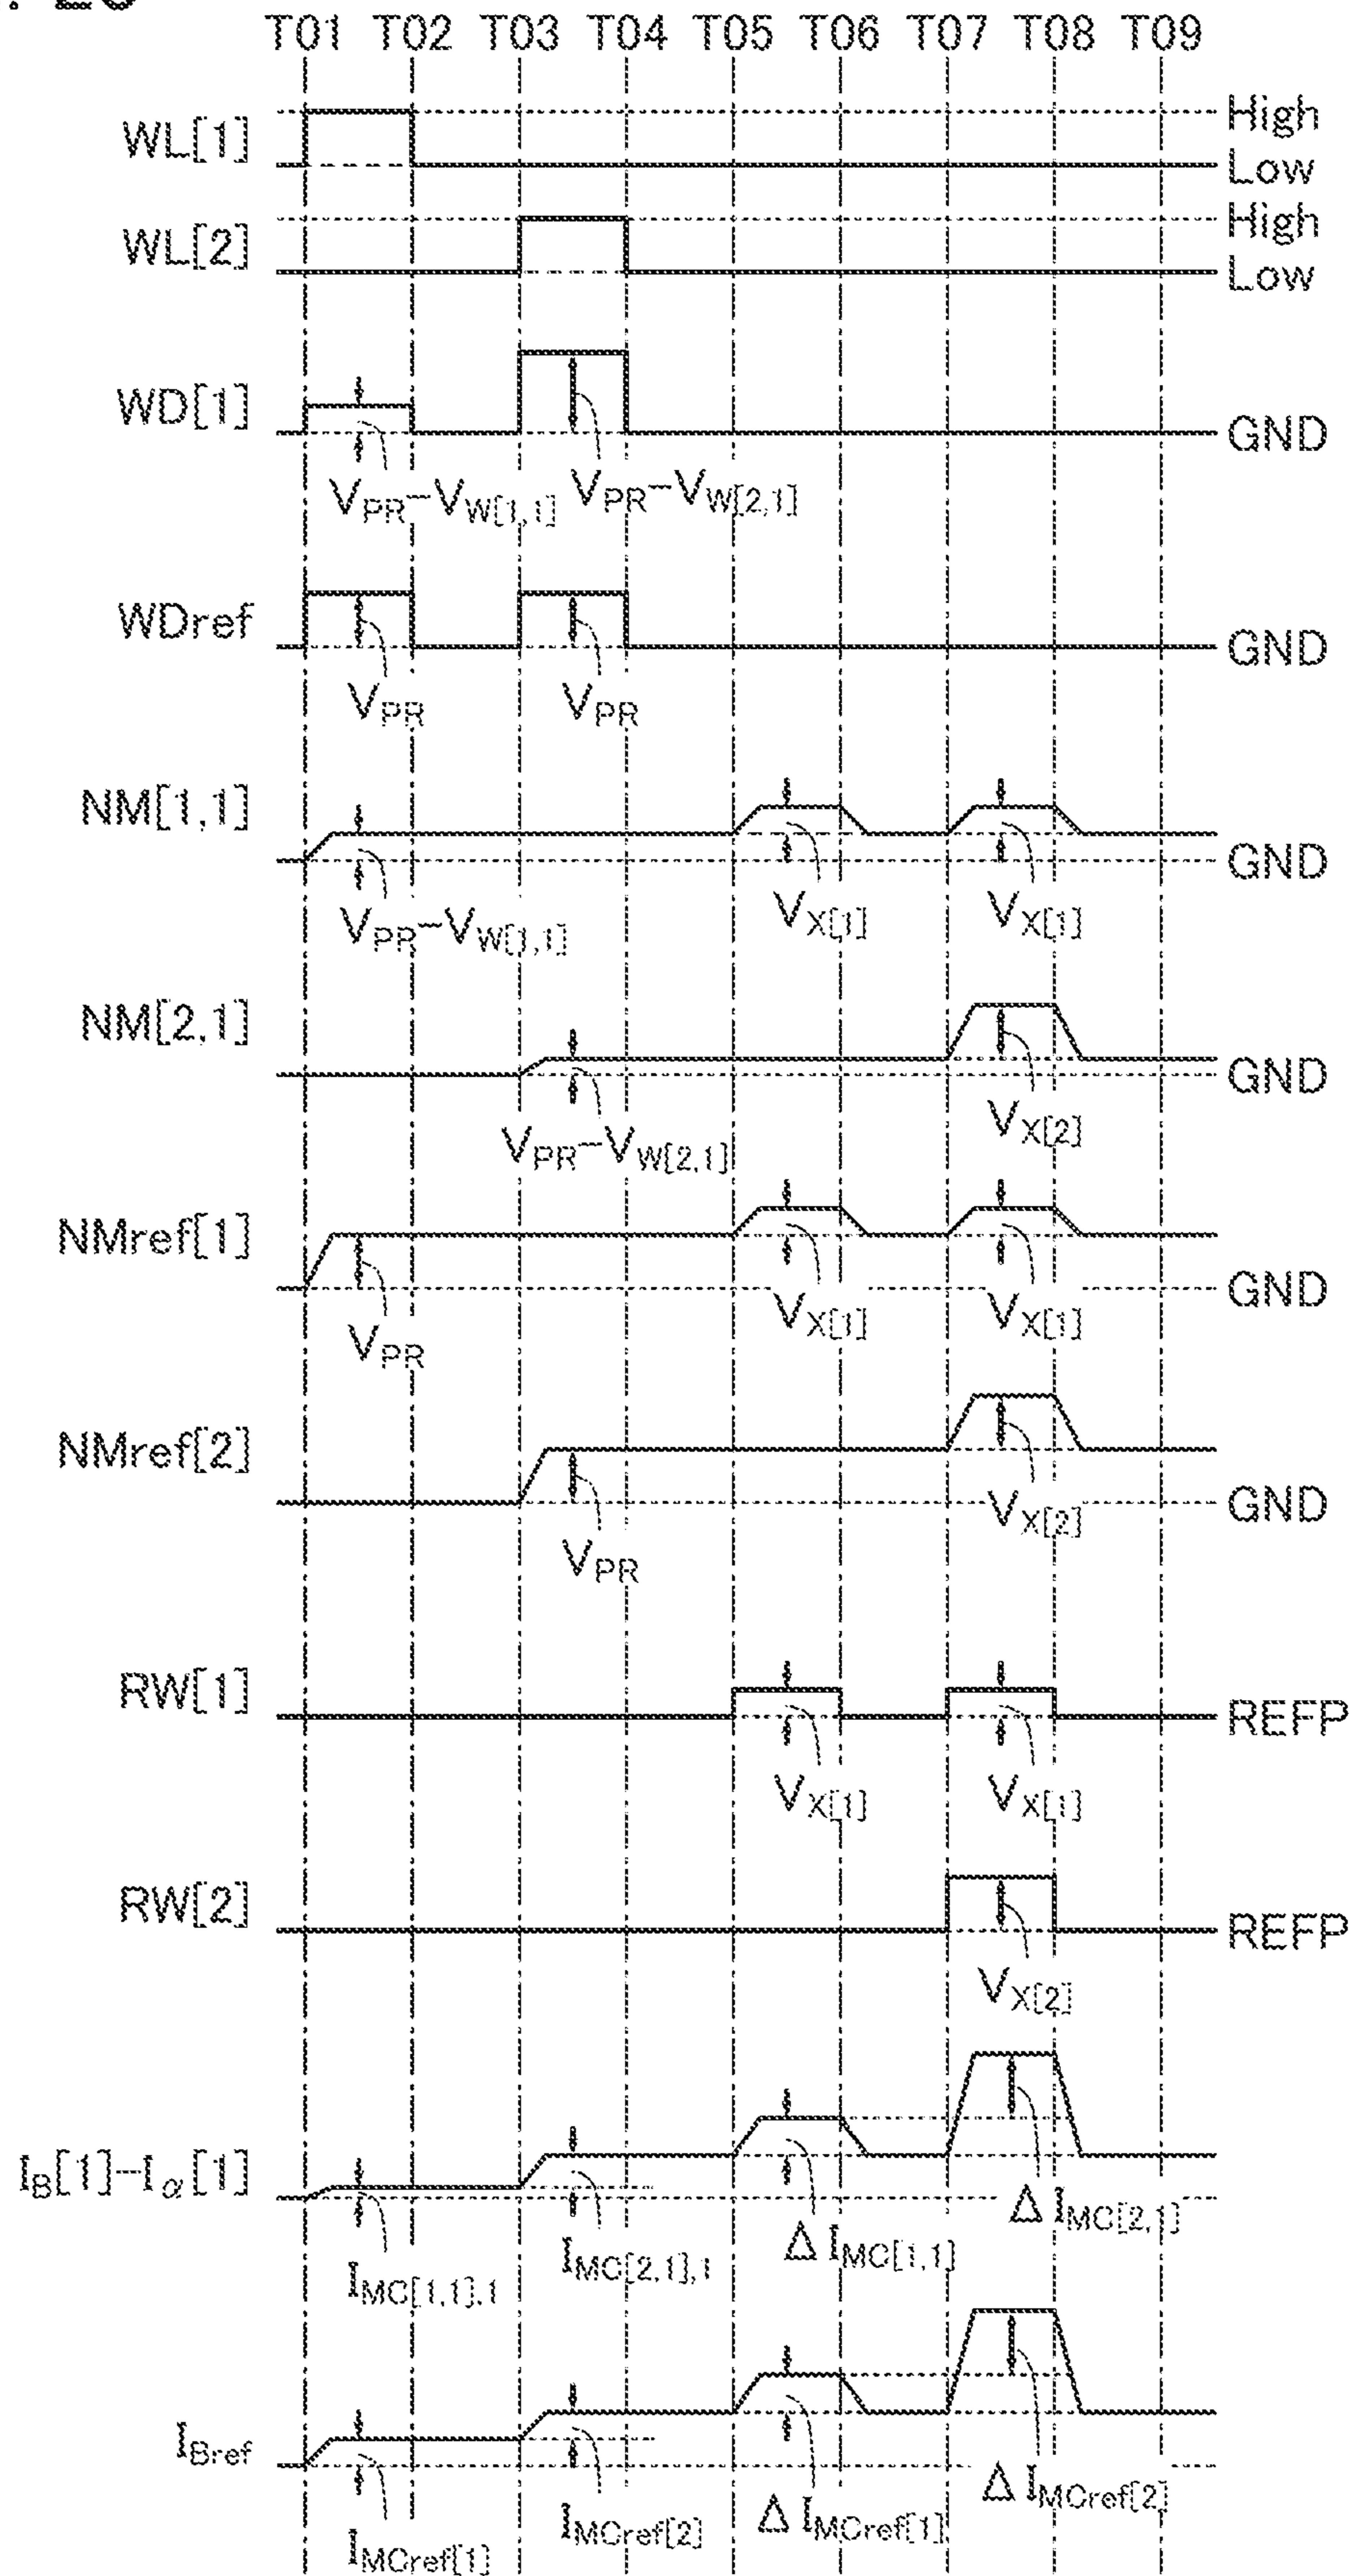 T01 T02 T03 T04 T05 T06 T07 T08 T09
WL[1] High
Low
WL[2] High
Low
WD[1] GND
VPR−VW[1,1] VPR−VW[2,1]
WDref GND
VPR VPR
NM[1,1] GND
VPR−VW[1,1] VX[1] VX[1]
NM[2,1] GND
VPR−VW[2,1] VX[2]
NMref[1] GND
VPR VX[1] VX[1]
NMref[2] GND
VPR VX[2]
RW[1] REFP
VX[1] VX[1]
RW[2] REFP
VX[2]
IB[1]−Iα[1]
IMC[1,1],1 IMC[2,1],1 Δ IMC[1,1] Δ IMC[2,1]
IBref
IMCref[1] IMCref[2] Δ IMCref[1] Δ IMCref[2]